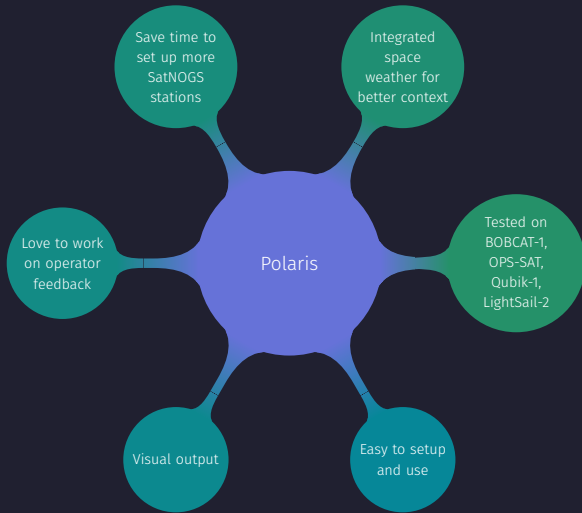 Save time to
set up more
SatNOGS
stations
Integrated
space
weather for
better context
Love to work
on operator
feedback
Polaris
Tested on
BOBCAT-1,
OPS-SAT,
Qubik-1,
LightSail-2
Visual output
Easy to setup
and use